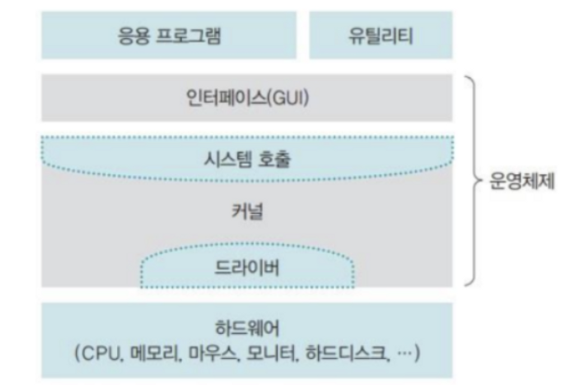 응용 프로그램
유틸리티
인터페이스(GUI)
시스템 호출
운영체제
커널
드라이버
하드웨어
(CPU, 메모리, 마우스, 모니터, 하드디스크, …)